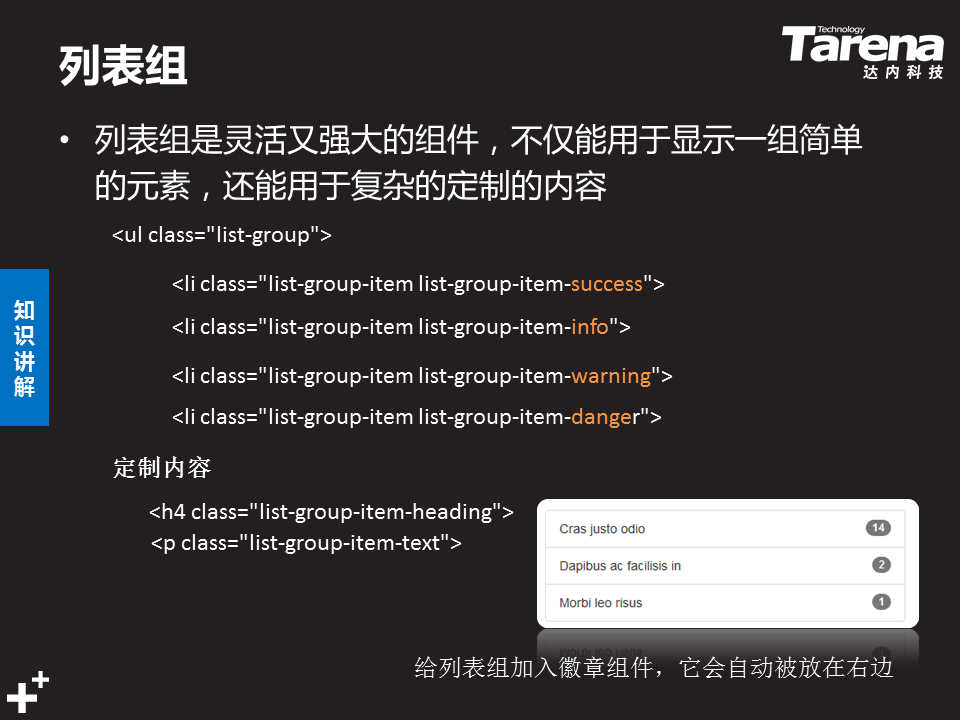 列表组
Technology
Tarena
达内科技
• 列表组是灵活又强大的组件，不仅能用于显示一组简单
的元素，还能用于复杂的定制的内容
<ul class="list-group">
<li class="list-group-item list-group-item-success">
<li class="list-group-item list-group-item-info">
<li class="list-group-item list-group-item-warning">
<li class="list-group-item list-group-item-danger">
知识讲解
定制内容
<h4 class="list-group-item-heading">
<p class="list-group-item-text">
Cras justo odio 14
Dapibus ac facilisis in 2
Morbi leo risus 1
给列表组加入徽章组件，它会自动被放在右边